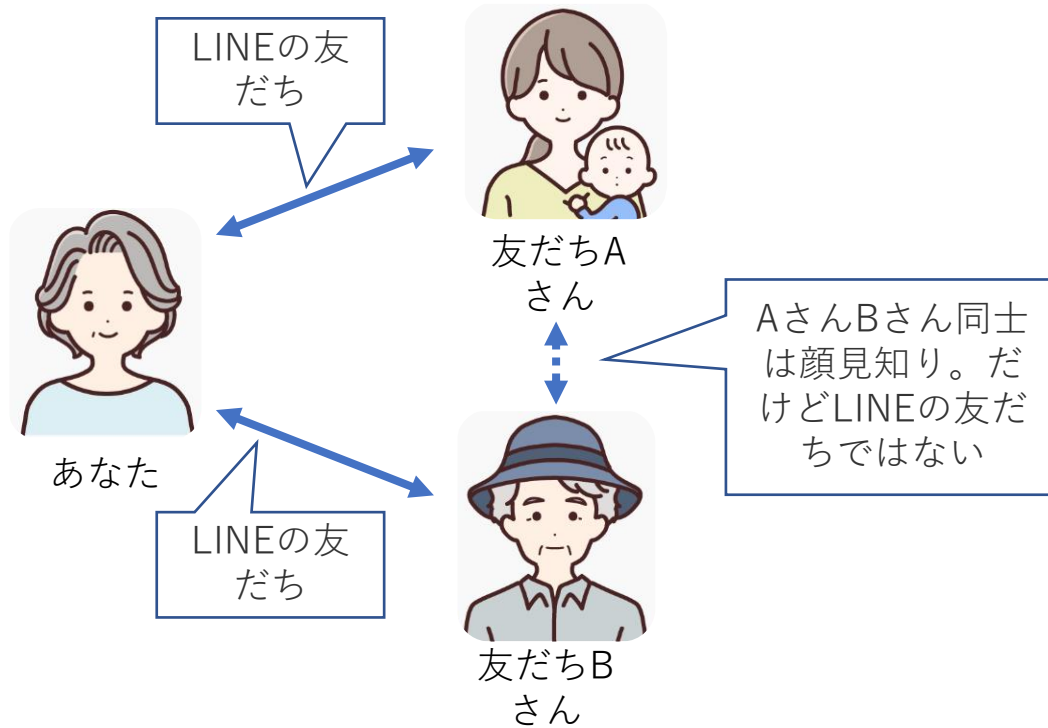 LINEの友
だち
友だちA
さん
AさんBさん同士
は顔見知り。だ
けどLINEの友だ
ちではない
あなた
LINEの友
だち
友だちB
さん